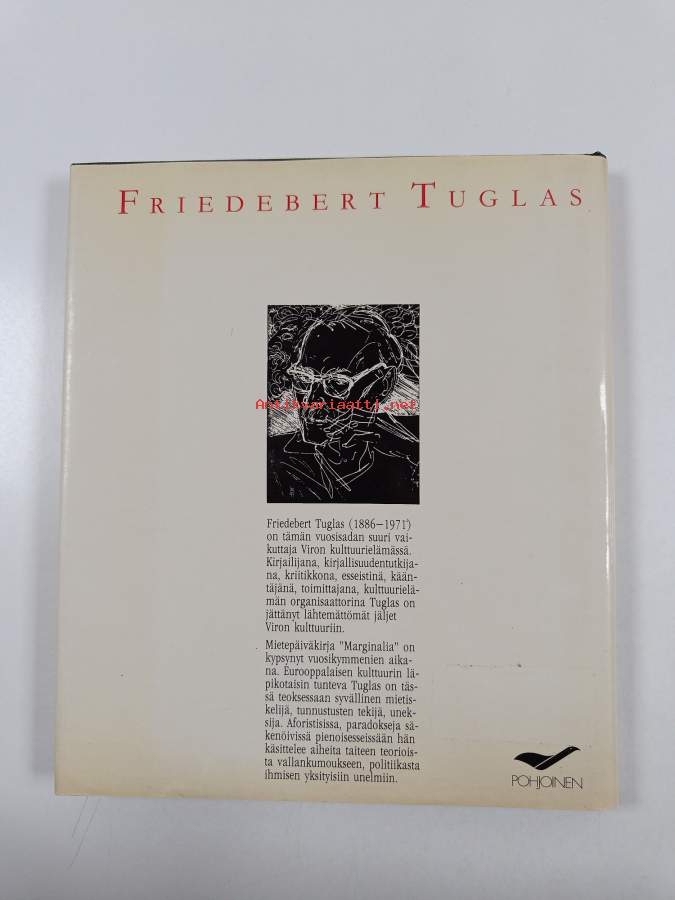 FRIEDEBERT TUGLAS
Antikvariaatti.net
Friedebert Tuglas (1886–1971)
on tämän vuosisadan suuri vai-
kuttaja Viron kulttuurielämässä.
Kirjailijana, kirjallisuudentutkija-
na, kriitikkona, esseistinä, kään-
täjänä, toimittajana, kulttuurielä-
män organisaattorina Tuglas on
jättänyt lähtemättömät jäljet
Viron kulttuuriin.
Mietepäiväkirja "Marginalia" on
kypsynyt vuosikymmenien aika-
na. Eurooppalaisen kulttuurin lä-
pikotaisin tunteva Tuglas on täs-
sä teoksessaan syvällinen mietis-
kelijä, tunnustusten tekijä, unek-
sija. Aforistisissa, paradokseja sä-
kenöivissä pienoisesseissään hän
käsittelee aiheita taiteen teoriois-
ta vallankumoukseen, politiikasta
ihmisen yksityisiin unelmiin.
POHJOINEN